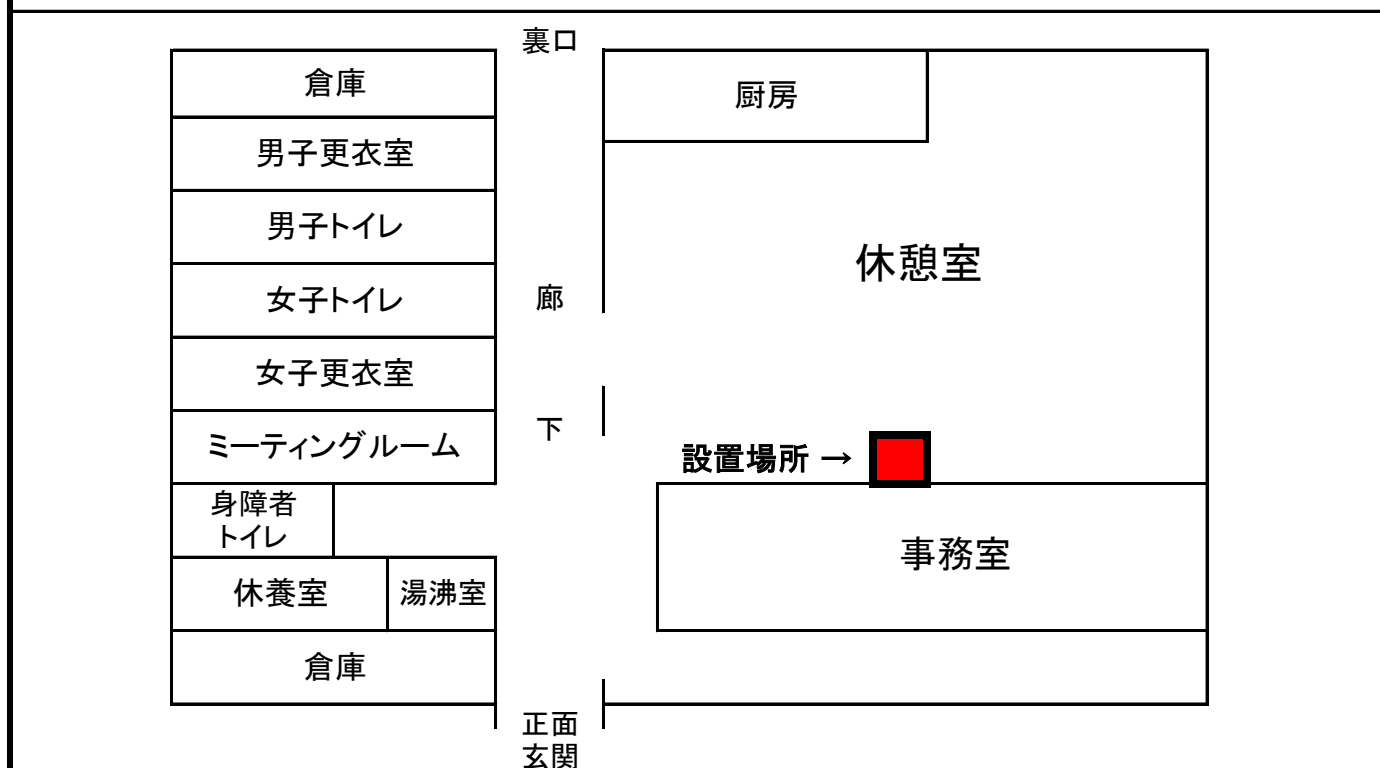 裏口
倉庫
厨房
男子更衣室
男子トイレ
休憩室
女子トイレ
廊
女子更衣室
下
ミーティングルーム
設置場所 →
身障者
トイレ
事務室
休養室
湯沸室
倉庫
正面
玄関